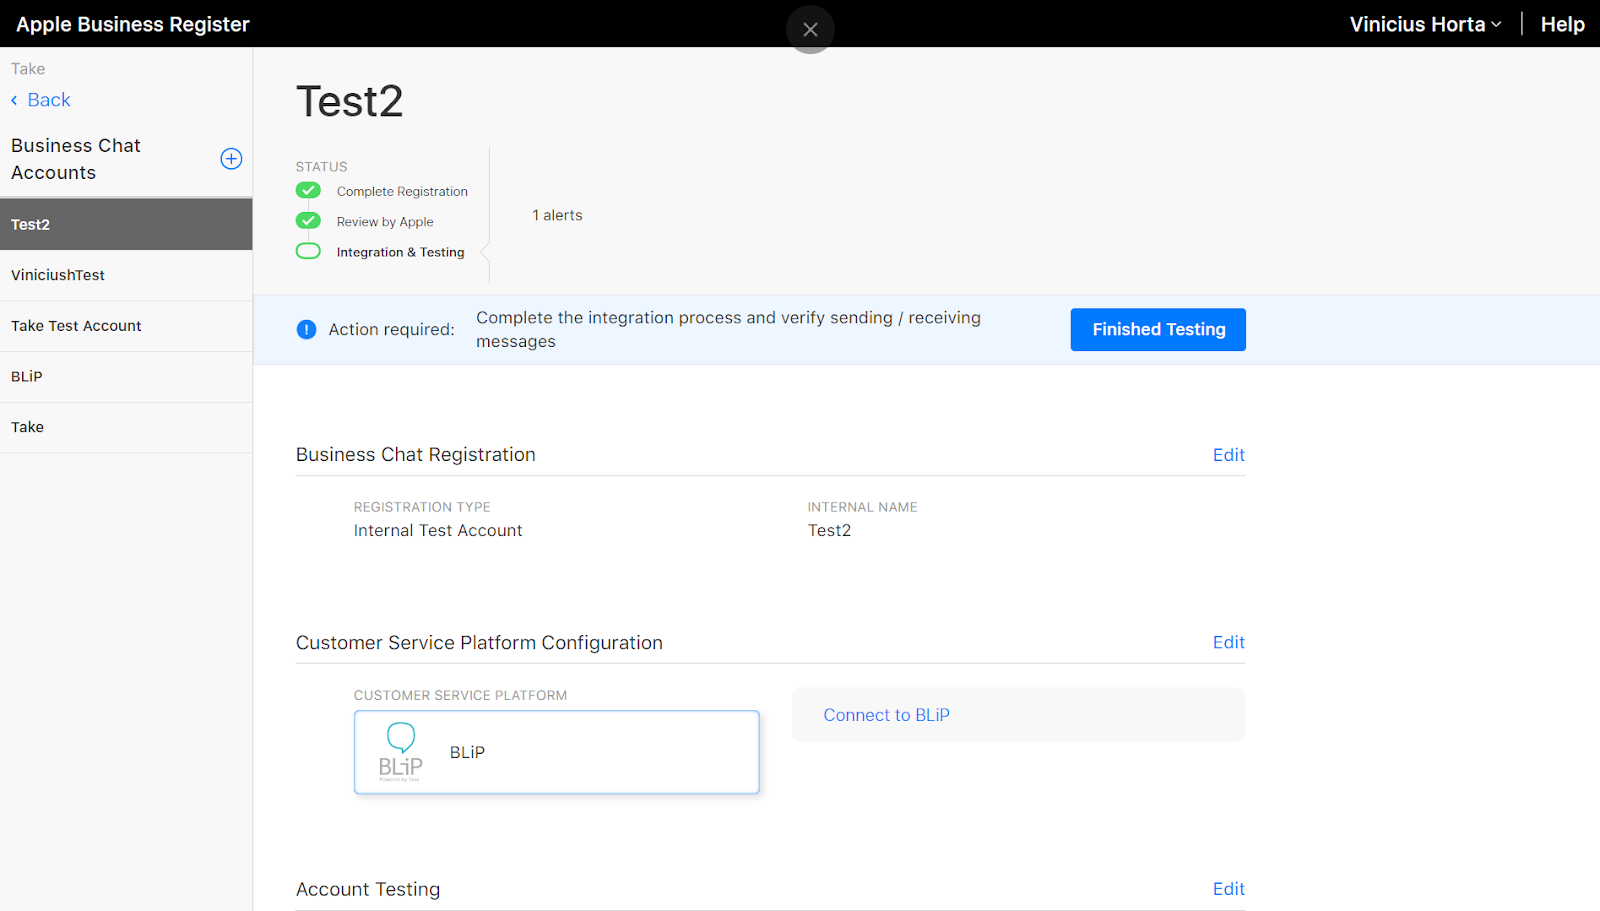 Apple Business Register
Vinicius Horta
Help
Take
Back
Business Chat
Accounts
Test2
ViniciushTest
Take Test Account
BLiP
Take
Test2
STATUS
Complete Registration
Review by Apple
Integration & Testing
1 alerts
Action required:
Complete the integration process and verify sending / receiving
messages
Finished Testing
Business Chat Registration
Edit
REGISTRATION TYPE
INTERNAL NAME
Internal Test Account
Test2
Customer Service Platform Configuration
Edit
CUSTOMER SERVICE PLATFORM
BLiP
Powered by Take
BLiP
Connect to BLiP
Account Testing
Edit